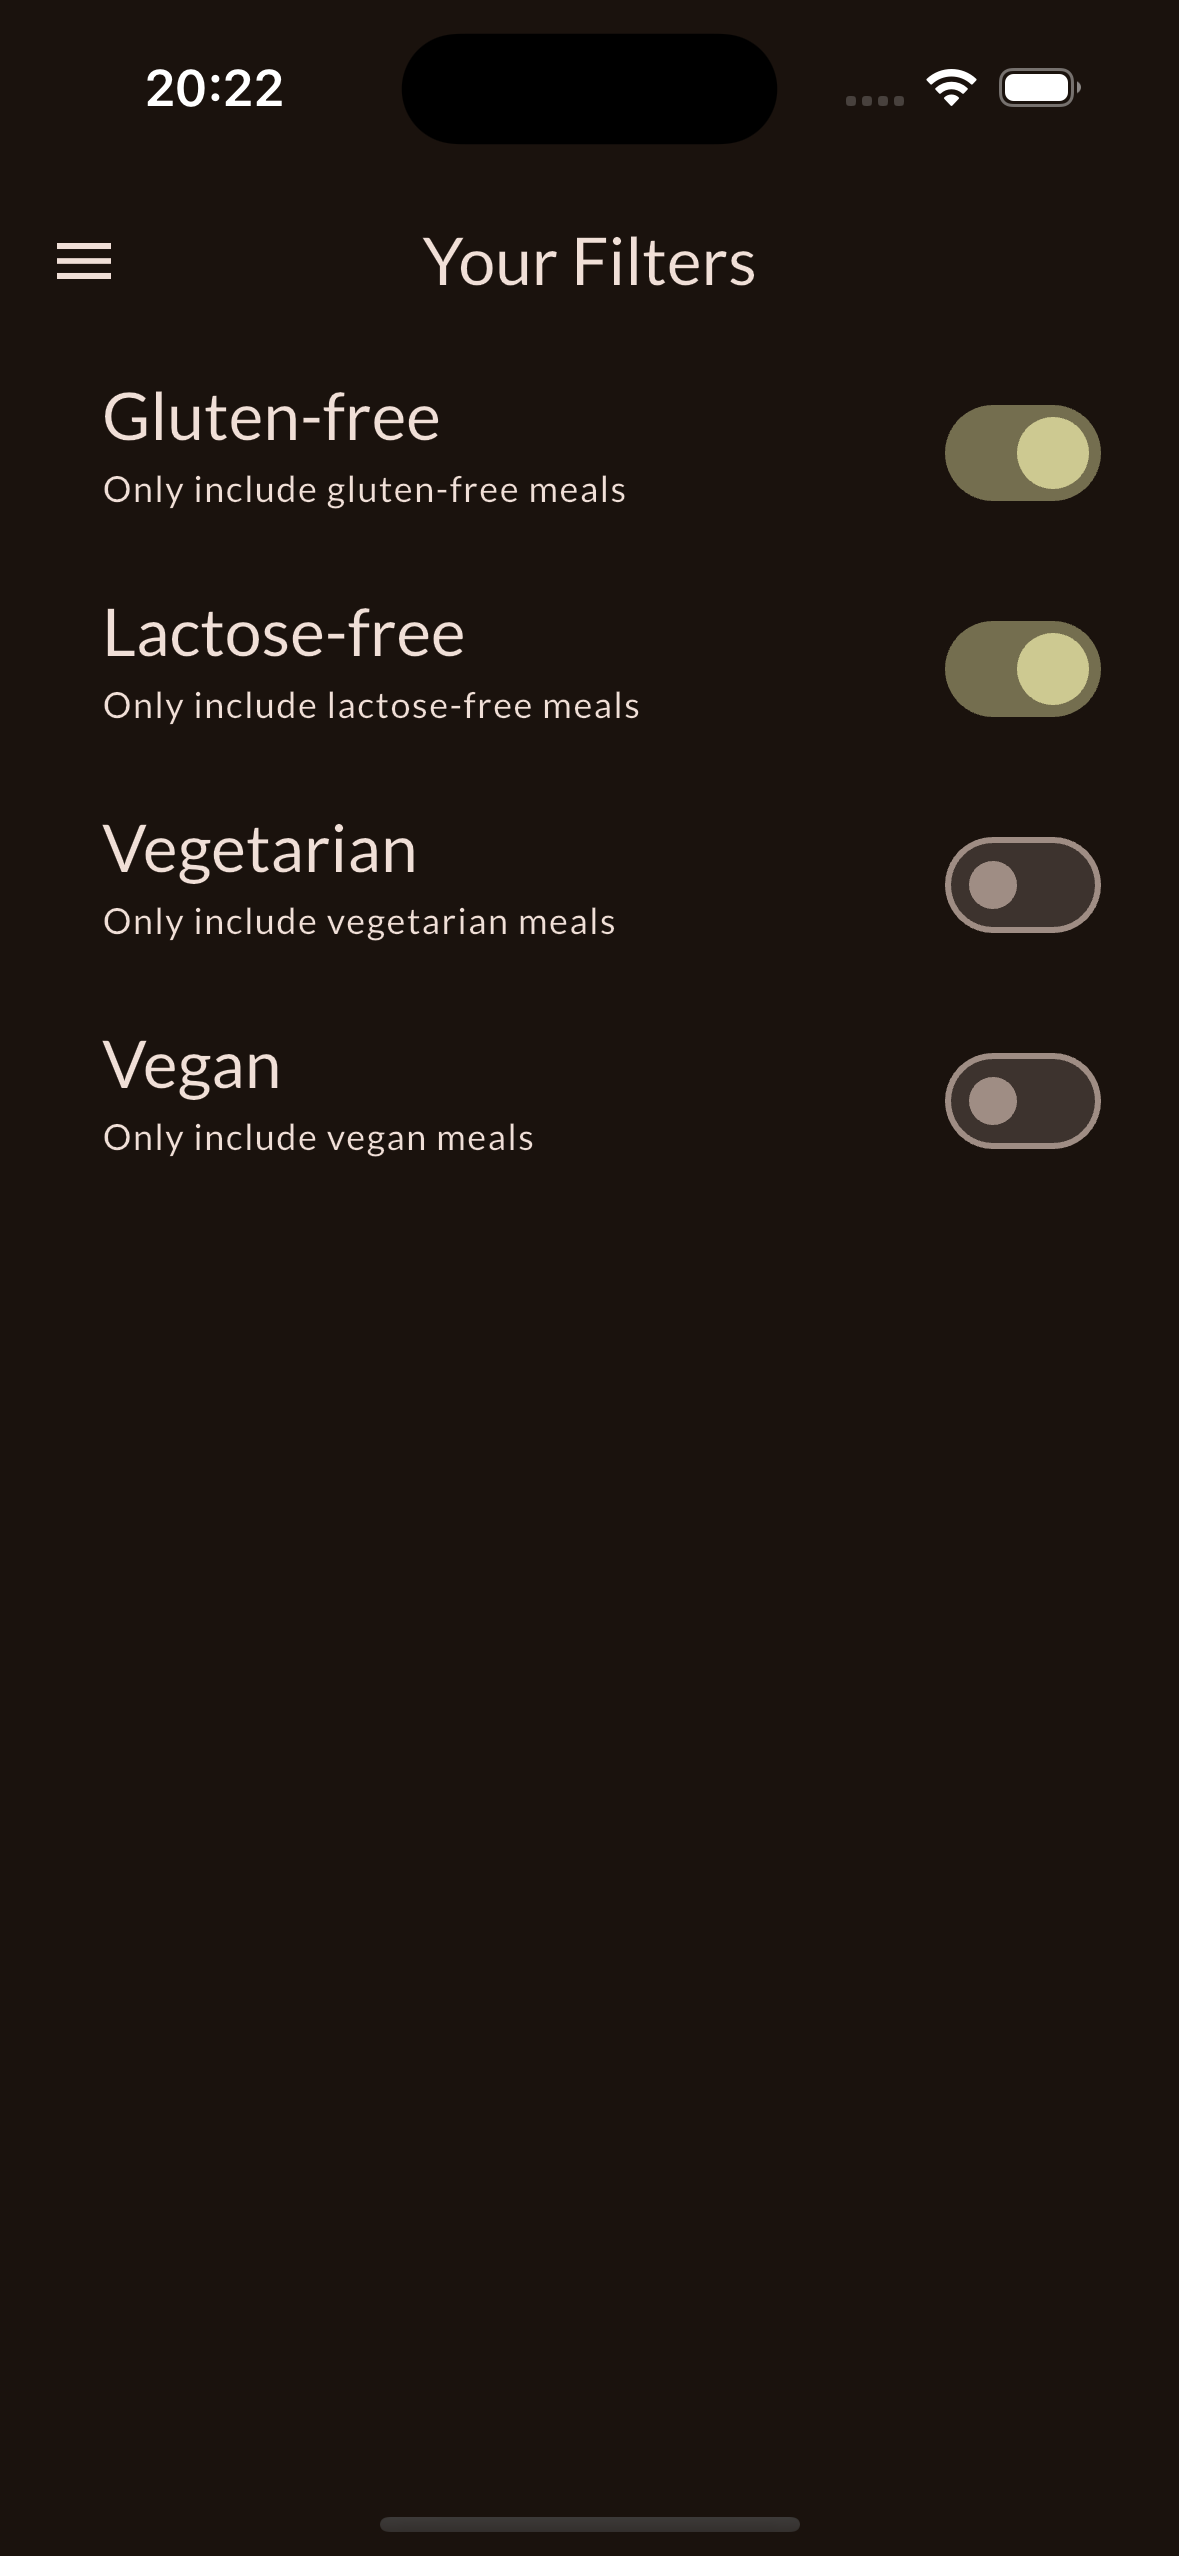 20:22
Your Filters
Gluten-free
Only include gluten-free meals
Lactose-free
Only include lactose-free meals
Vegetarian
Only include vegetarian meals
Vegan
Only include vegan meals